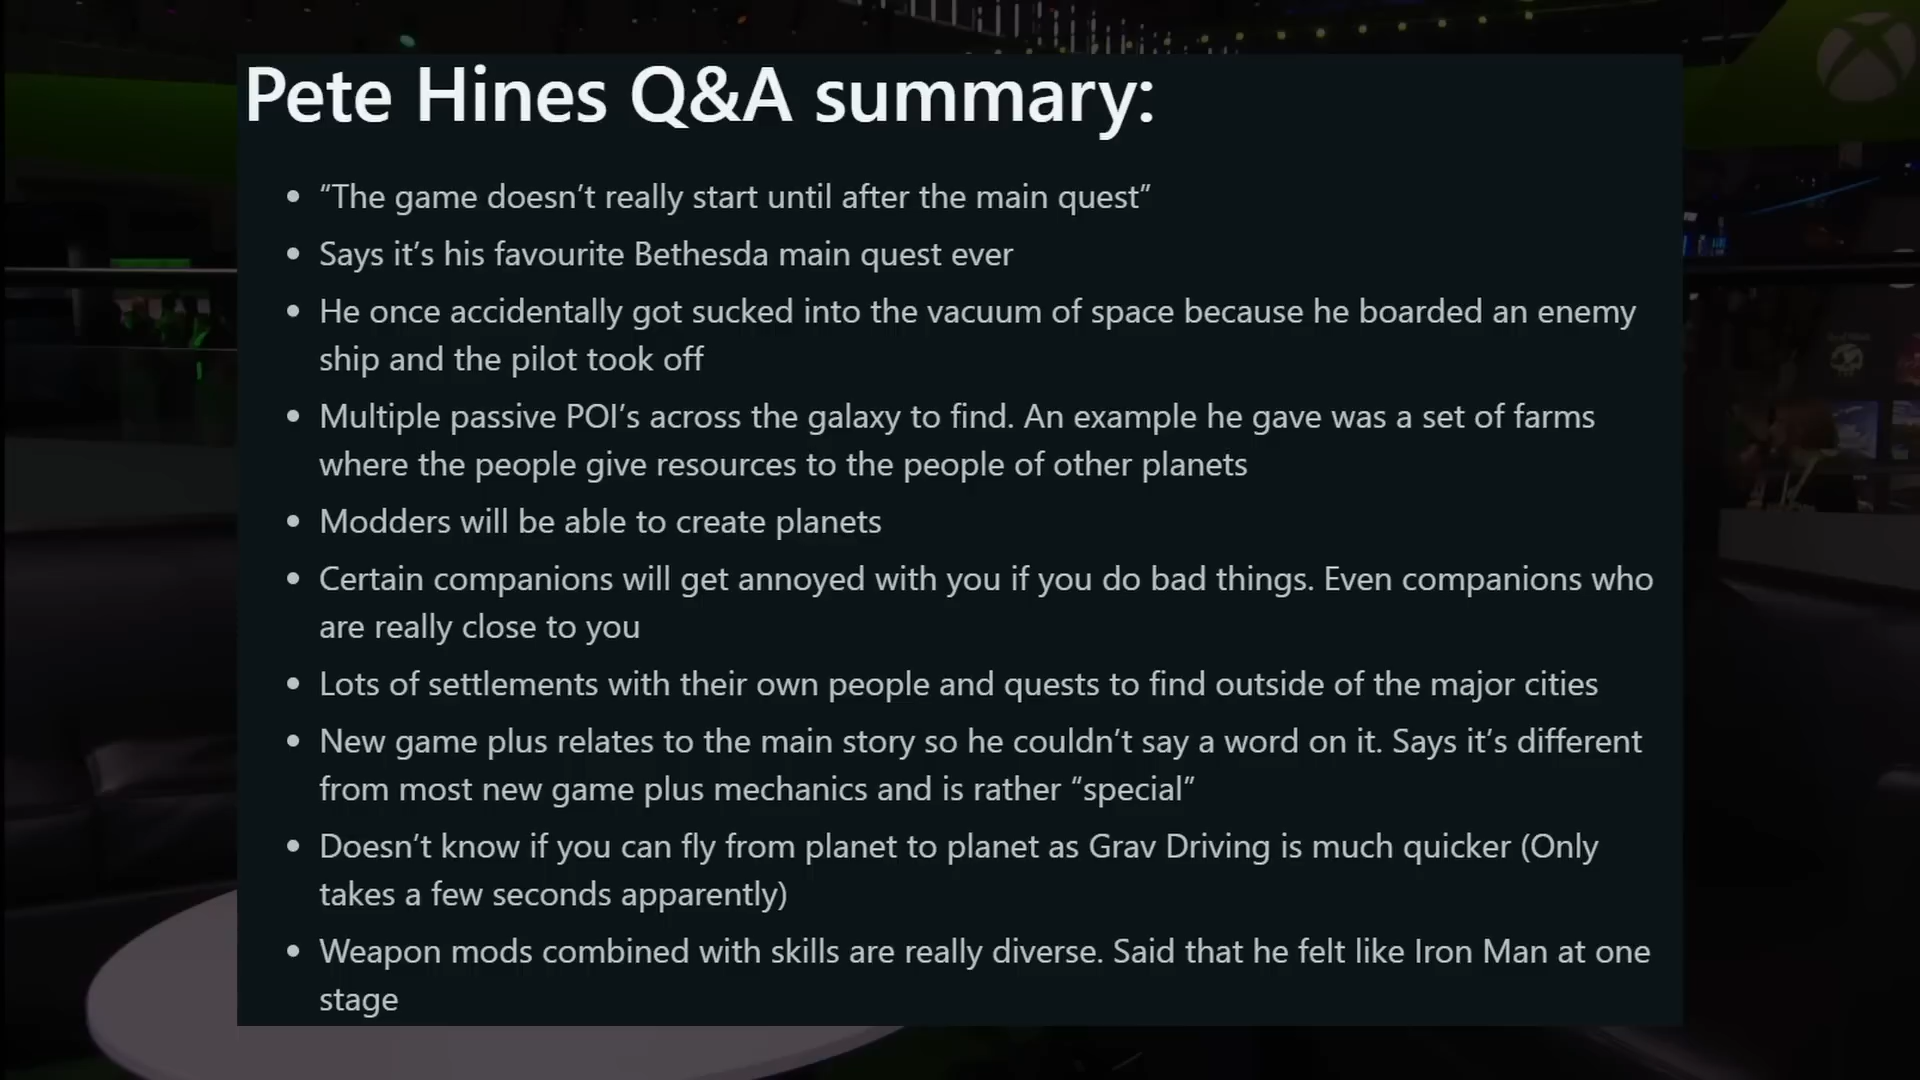 Pete Hines Q&A summary:
• “The game doesn’t really start until after the main quest”
• Says it’s his favourite Bethesda main quest ever
• He once accidentally got sucked into the vacuum of space because he boarded an enemy
ship and the pilot took off
• Multiple passive POI’s across the galaxy to find. An example he gave was a set of farms
where the people give resources to the people of other planets
• Modders will be able to create planets
• Certain companions will get annoyed with you if you do bad things. Even companions who
are really close to you
• Lots of settlements with their own people and quests to find outside of the major cities
• New game plus relates to the main story so he couldn’t say a word on it. Says it’s different
from most new game plus mechanics and is rather “special”
• Doesn’t know if you can fly from planet to planet as Grav Driving is much quicker (Only
takes a few seconds apparently)
• Weapon mods combined with skills are really diverse. Said that he felt like Iron Man at one
stage